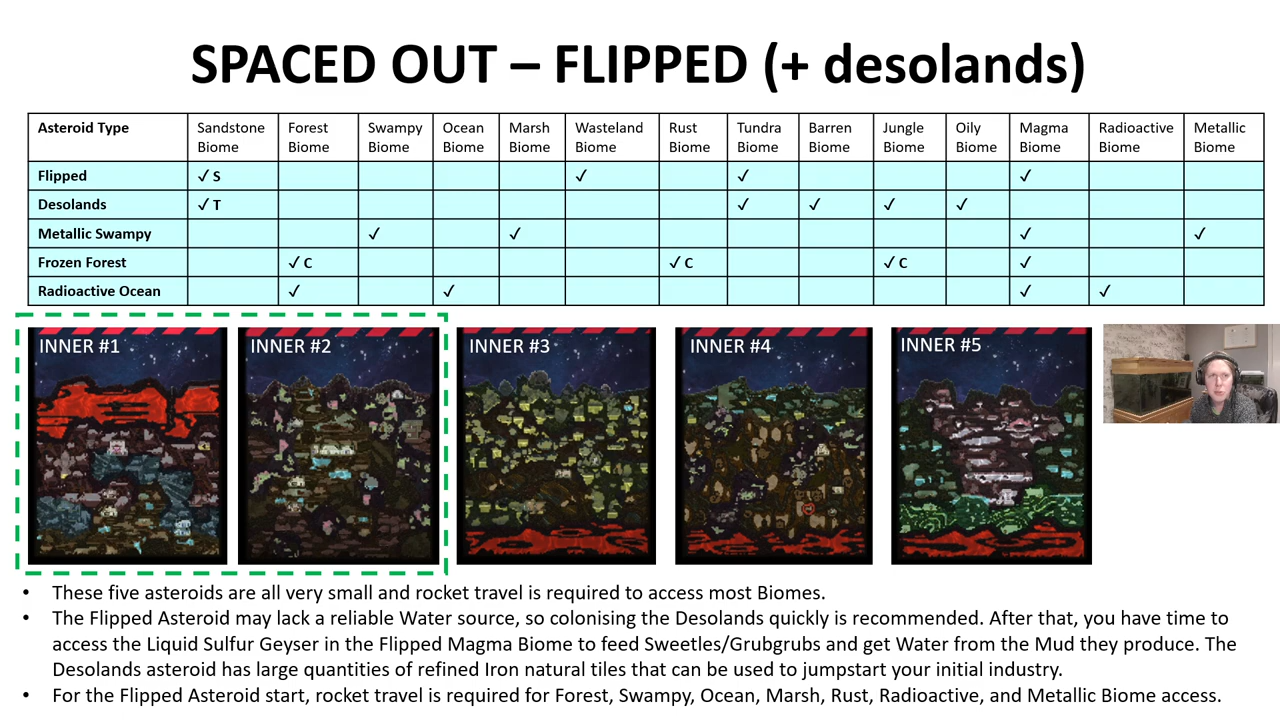 SPACED OUT – FLIPPED (+ desolands)
Asteroid Type Sandstone Biome Forest Biome Swampy Biome Ocean Biome Marsh Biome Wasteland Biome Rust Biome Tundra Biome Barren Biome Jungle Biome Oily Biome Magma Biome Radioactive Biome Metallic Biome
Flipped ✓ S ✓ ✓ ✓
Desolands ✓ T ✓ ✓ ✓ ✓
Metallic Swampy ✓ ✓ ✓ ✓
Frozen Forest ✓ C ✓ C ✓ C ✓
Radioactive Ocean ✓ ✓ ✓ ✓
INNER #1 INNER #2 INNER #3 INNER #4 INNER #5
• These five asteroids are all very small and rocket travel is required to access most Biomes.
• The Flipped Asteroid may lack a reliable Water source, so colonising the Desolands quickly is recommended. After that, you have time to
access the Liquid Sulfur Geyser in the Flipped Magma Biome to feed Sweetles/Grubgrubs and get Water from the Mud they produce. The
Desolands asteroid has large quantities of refined Iron natural tiles that can be used to jumpstart your initial industry.
• For the Flipped Asteroid start, rocket travel is required for Forest, Swampy, Ocean, Marsh, Rust, Radioactive, and Metallic Biome access.